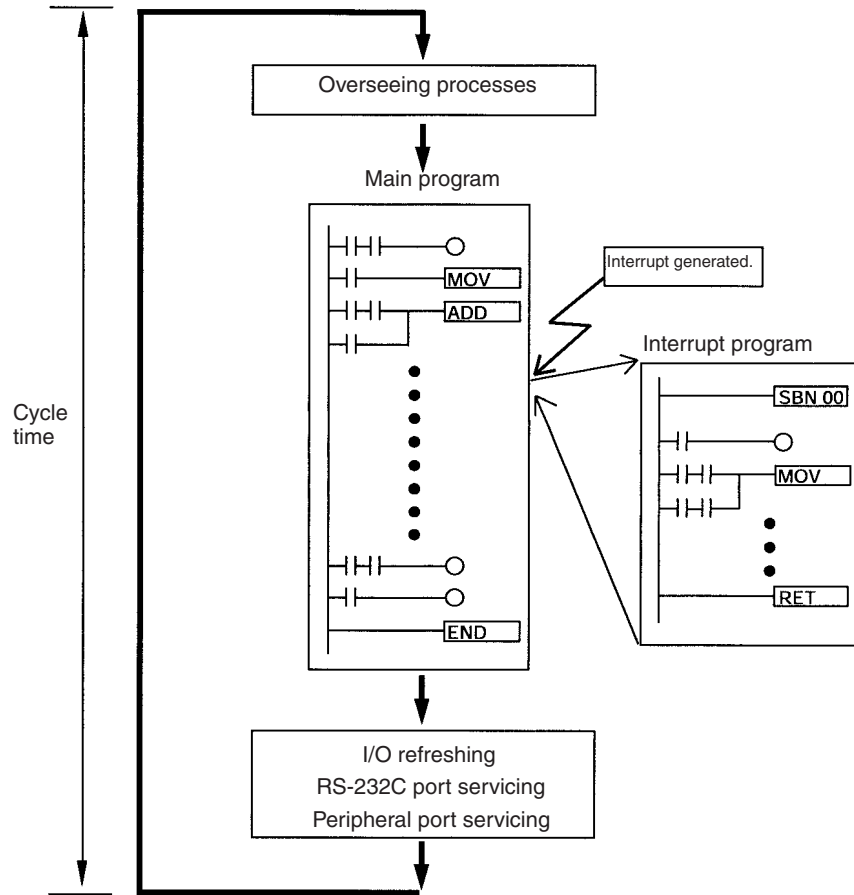 Overseeing processes
Main program
MOV
ADD
Interrupt generated.
Interrupt program
SBN 00
MOV
RET
Cycle
time
END
I/O refreshing
RS-232C port servicing
Peripheral port servicing